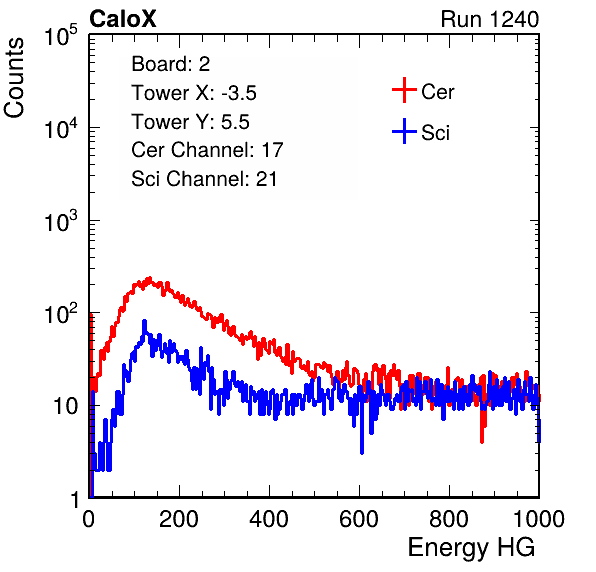 CaloX Run 1240
Counts
10^5
10^4
10^3
10^2
10
1
Board: 2
Tower X: -3.5
Tower Y: 5.5
Cer Channel: 17
Sci Channel: 21
Cer
Sci
0 200 400 600 800 1000
Energy HG